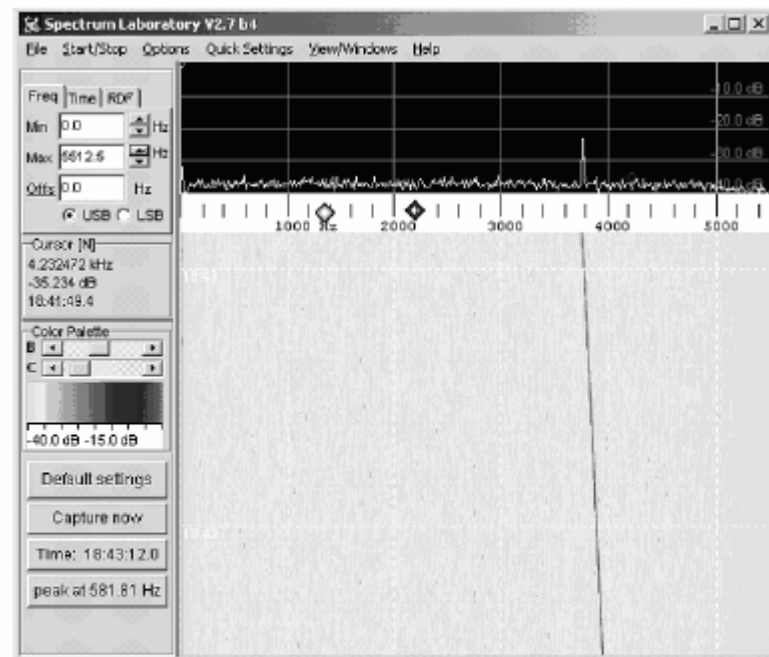 Spectrum Laboratory V2.7 b4
File Start/Stop Options Quick Settings View/Windows Help
Freq Time RDF
Min 0.0 Hz
Max 5512.5 Hz
Offs 0.0 Hz
USB LSB
-10.0 dB
-20.0 dB
-30.0 dB
-40.0 dB
1000 Hz 2000 3000 4000 5000
Cursor [N]
4.232472 kHz
-35.234 dB
18:41:49.4
Color Palette
B
C
-40.0 dB -15.0 dB
Default settings
Capture now
Time: 18:43:12.0
peak at 581.81 Hz